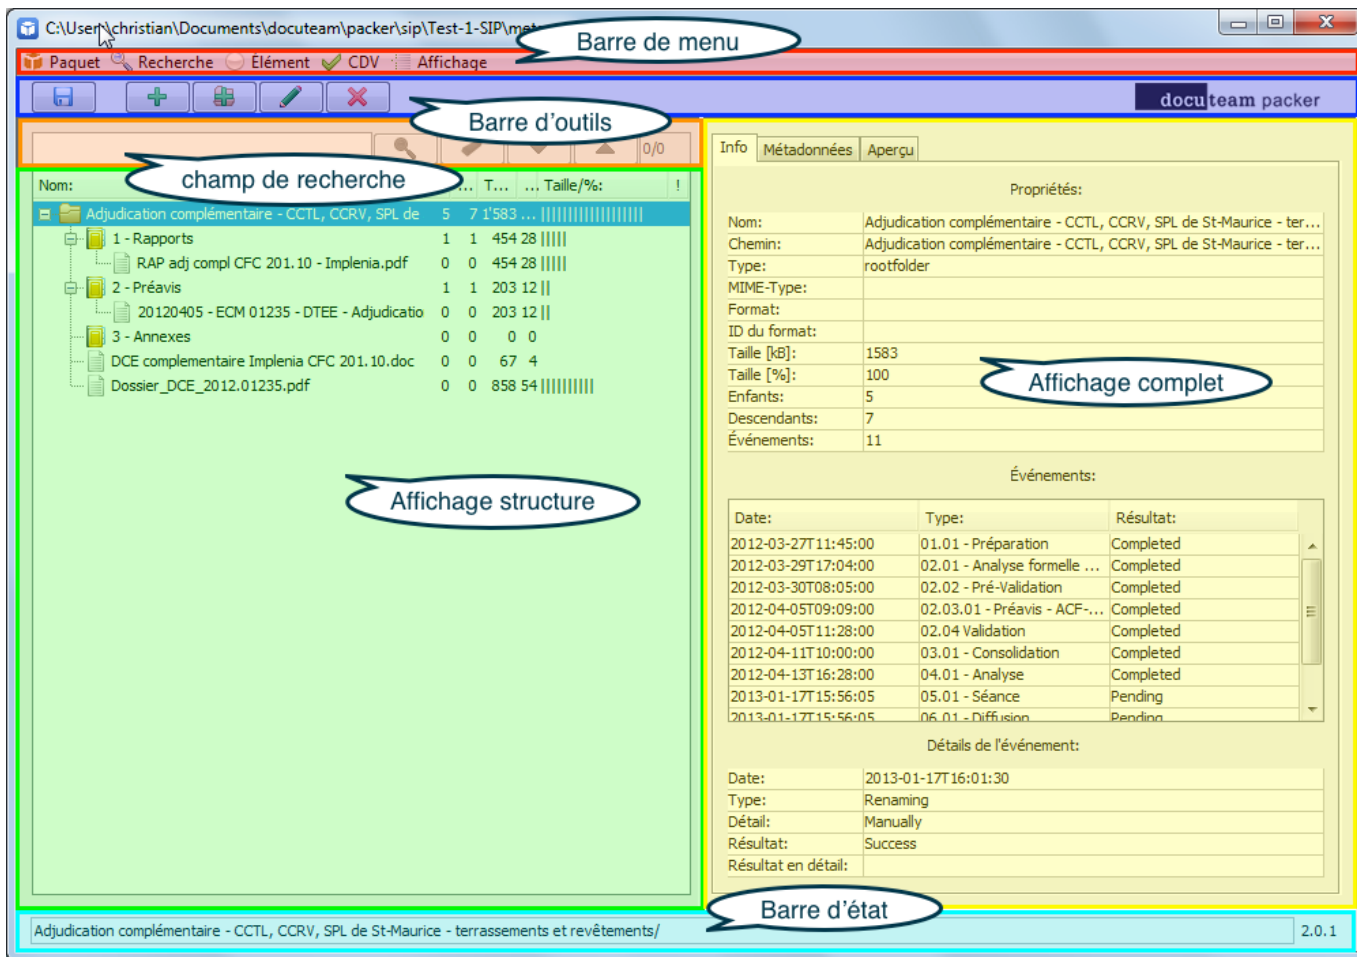 C:\User\christian\Documents\docuteam\packer\sip\Test-1-SIP\me
Barre de menu
Paquet Recherche Élément CDV Affichage
docuteam packer
Barre d'outils
0/0
champ de recherche
Nom: ... T... ... Taille/%: !
Adjudication complémentaire - CCTL, CCRV, SPL de 5 7 1'583 ...
1 - Rapports 1 1 454 28
RAP adj compl CFC 201.10 - Implenia.pdf 0 0 454 28
2 - Préavis 1 1 203 12
20120405 - ECM 01235 - DTEE - Adjudicatio 0 0 203 12
3 - Annexes 0 0 0 0
DCE complementaire Implenia CFC 201.10.doc 0 0 67 4
Dossier_DCE_2012.01235.pdf 0 0 858 54
Affichage structure
Info Métadonnées Aperçu
Propriétés:
Nom: Adjudication complémentaire - CCTL, CCRV, SPL de St-Maurice - ter...
Chemin: Adjudication complémentaire - CCTL, CCRV, SPL de St-Maurice - ter...
Type: rootfolder
MIME-Type:
Format:
ID du format:
Taille [kB]: 1583
Taille [%]: 100
Enfants: 5
Descendants: 7
Événements: 11
Affichage complet
Événements:
Date: Type: Résultat:
2012-03-27T11:45:00 01.01 - Préparation Completed
2012-03-29T17:04:00 02.01 - Analyse formelle ... Completed
2012-03-30T08:05:00 02.02 - Pré-Validation Completed
2012-04-05T09:09:00 02.03.01 - Préavis - ACF-... Completed
2012-04-05T11:28:00 02.04 Validation Completed
2012-04-11T10:00:00 03.01 - Consolidation Completed
2012-04-13T16:28:00 04.01 - Analyse Completed
2013-01-17T15:56:05 05.01 - Séance Pending
2013-01-17T15:56:05 06.01 - Diffusion Pending
Détails de l'événement:
Date: 2013-01-17T16:01:30
Type: Renaming
Détail: Manually
Résultat: Success
Résultat en détail:
Barre d'état
Adjudication complémentaire - CCTL, CCRV, SPL de St-Maurice - terrassements et revêtements/ 2.0.1